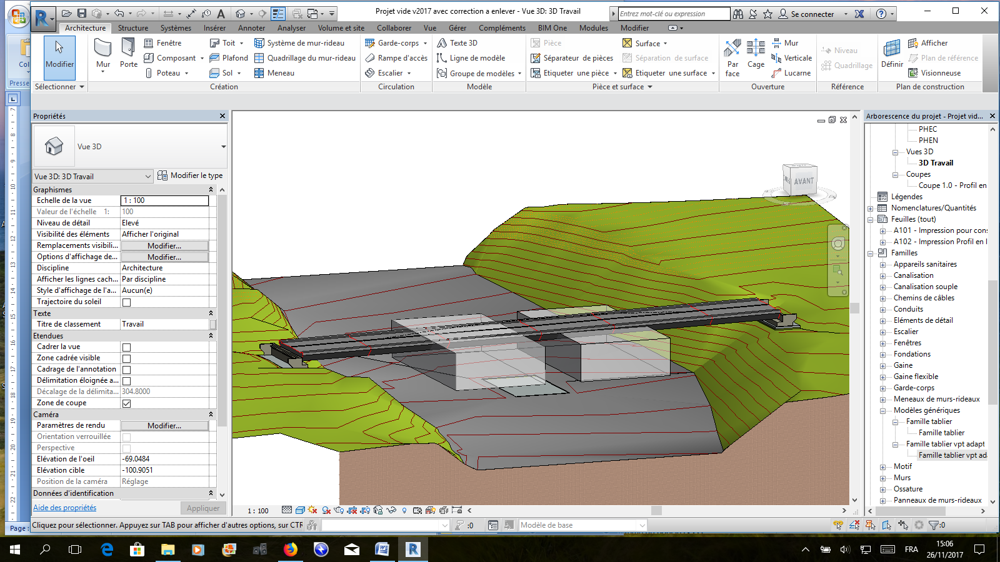 Projet vide v2017 avec correction a enlever - Vue 3D: 3D Travail
Entrez mot-clé ou expression
Se connecter
Architecture Structure Systèmes Insérer Annoter Analyser Volume et site Collaborer Vue Gérer Compléments BIM One Modules Modifier
Modifier
Sélectionner
Mur
Porte
Fenêtre
Composant
Poteau
Toit
Plafond
Sol
Système de mur-rideau
Quadrillage du mur-rideau
Meneau
Création
Garde-corps
Rampe d'accès
Escalier
Circulation
Texte 3D
Ligne de modèle
Groupe de modèles
Modèle
Pièce
Séparateur de pièces
Etiqueter une pièce
Surface
Séparation de surface
Etiqueter une surface
Pièce et surface
Par face
Cage
Mur
Verticale
Lucarne
Ouverture
Niveau
Quadrillage
Référence
Définir
Afficher
Plan de référence
Visionneuse
Plan de construction
Col
Presse
Page :
Propriétés
Vue 3D
Vue 3D: 3D Travail
Modifier le type
Graphismes
Echelle de la vue 1 : 100
Valeur de l'échelle 1: 100
Niveau de détail Elevé
Visibilité des éléments Afficher l'original
Remplacements visibili... Modifier...
Options d'affichage de... Modifier...
Discipline Architecture
Afficher les lignes cach... Par discipline
Style d'affichage de l'a... Aucun(e)
Trajectoire du soleil
Texte
Titre de classement Travail
Etendues
Cadrer la vue
Zone cadrée visible
Cadrage de l'annotation
Délimitation éloignée a...
Décalage de la délimita... 304.8000
Zone de coupe
Caméra
Paramètres de rendu Modifier...
Orientation verrouillée
Perspective
Elévation de l'oeil -69.0484
Elévation cible -100.9051
Position de la caméra Réglage
Données d'identification
Aide des propriétés
Appliquer
AVANT
1 : 100
Arborescence du projet - Projet vid...
PHEC
PHEN
Vues 3D
3D Travail
Coupes
Coupe 1.0 - Profil en
Légendes
Nomenclatures/Quantités
Feuilles (tout)
A101 - Impression pour cons
A102 - Impression Profil en l
Familles
Appareils sanitaires
Canalisation
Canalisation souple
Chemins de câbles
Conduits
Eléments de détail
Escalier
Fenêtres
Fondations
Gaine
Gaine flexible
Garde-corps
Meneaux de murs-rideaux
Modèles génériques
Famille tablier
Famille tablier
Famille tablier vpt adapt
Famille tablier vpt ad
Motif
Murs
Ossature
Panneaux de murs-rideaux
Cliquez pour sélectionner. Appuyez sur TAB pour afficher d'autres options, sur CTR
:0
Modèle de base
:0
FRA
15:06
26/11/2017